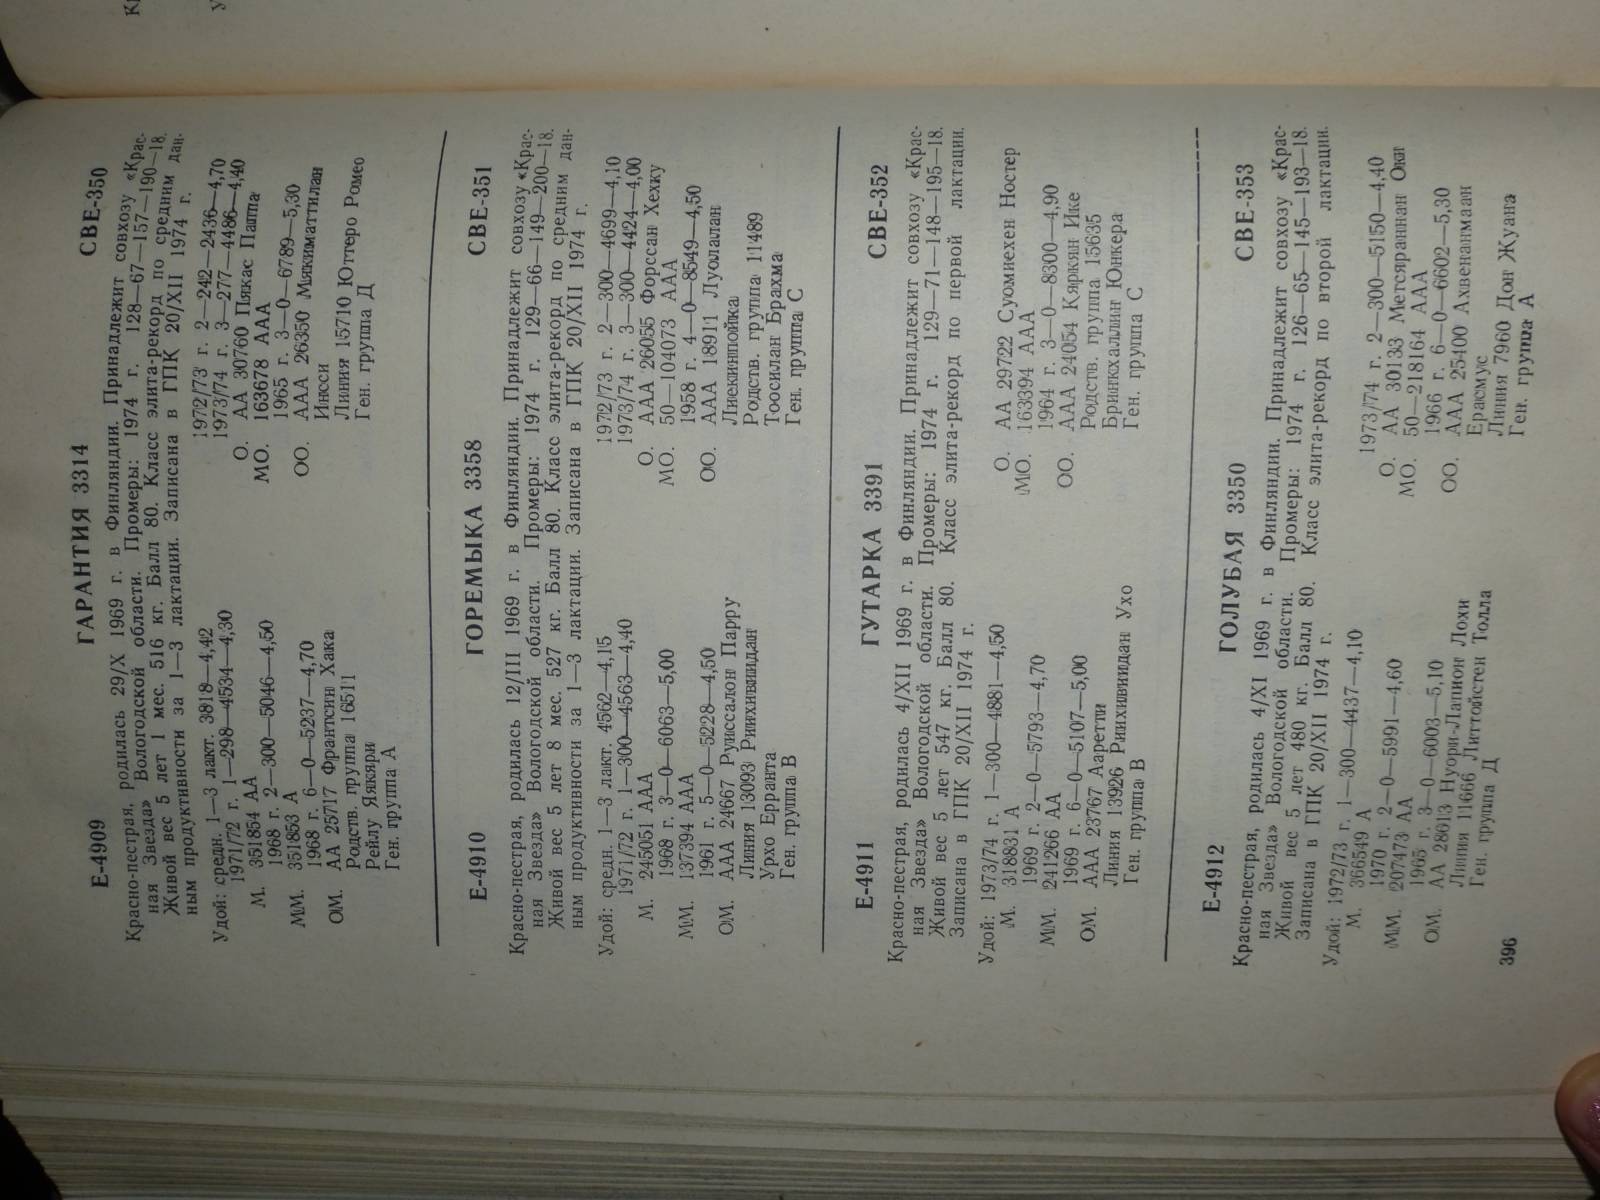 Е-4909 ГАРАНТИЯ 3314 СВЕ-350
Красно-пестрая, родилась 29/X 1969 г. в Финляндии. Принадлежит совхозу «Крас-
ная Звезда» Вологодской области. Промеры: 1974 г. 128—67—157—190—18.
Живой вес 5 лет 1 мес. 516 кг. Балл 80. Класс элита-рекорд по средним дан-
ным продуктивности за 1—3 лактации. Записана в ГПК 20/XII 1974 г.
Удой: средн. 1—3 лакт. 3818—4,42
1971/72 г. 1—298—4534—4,30
М. 351854 АА
1968 г. 2—300—5046—4,50
ММ. 351853 А
1968 г. 6—0—5237—4,70
ОМ. АА 25717 Франтсин Хака
Родств. группа 16511
Рейлу Яякяри
Ген. группа А
1972/73 г. 2—242—2436—4,70
1973/74 г. 3—277—4486—4,40
О. АА 30760 Пякас Пашпа
МО. 163678 ААА
1965 г. 3—0—6789—5,30
ОО. ААА 26350 Мякиматтилан
Инсси
Линия 15710 Юттеро Ромео
Ген. группа Д
Е-4910 ГОРЕМЫКА 3358 СВЕ-351
Красно-пестрая, родилась 12/III 1969 г. в Финляндии. Принадлежит совхозу «Крас-
ная Звезда» Вологодской области. Промеры: 1974 г. 129—66—149—200—18.
Живой вес 5 лет 8 мес. 527 кг. Балл 80. Класс элита-рекорд по средним дан-
ным продуктивности за 1—3 лактации. Записана в ГПК 20/XII 1974 г.
Удой: средн. 1—3 лакт. 4562—4,15
1971/72 г. 1—300—4563—4,40
М. 245051 ААА
1968 г. 3—0—6063—5,00
ММ. 137394 ААА
1961 г. 5—0—5228—4,50
ОМ. ААА 24667 Руиссалон Парру
Линия 13093 Риихивиидан
Урхо Ерранта
Ген. группа В
1972/73 г. 2—300—4699—4,10
1973/74 г. 3—300—4424—4,00
О. ААА 26055 Форссан Хехку
МО. 50—104073 ААА
1958 г. 4—0—8549—4,50
ОО. ААА 18911 Луолалан
Лиекинпойка
Родств. группа 11489
Тоосилан Брахма
Ген. группа С
Е-4911 ГУТАРКА 3391 СВЕ-352
Красно-пестрая, родилась 4/XII 1969 г. в Финляндии. Принадлежит совхозу «Крас-
ная Звезда» Вологодской области. Промеры: 1974 г. 129—71—148—195—18.
Живой вес 5 лет 547 кг. Балл 80. Класс элита-рекорд по первой лактации.
Записана в ГПК 20/XII 1974 г.
Удой: 1973/74 г. 1—300—4881—4,50
М. 318831 А
1969 г. 2—0—5793—4,70
ММ. 241266 АА
1969 г. 6—0—5107—5,00
ОМ. ААА 23767 Ааретти
Линия 13926 Риихивиидан Ухо
Ген. группа В
О. АА 29722 Суомиехен Ностер
МО. 163394 ААА
1964 г. 3—0—8300—4,90
ОО. ААА 24054 Кяркян Ике
Родств. группа 15635
Бринкхаллин Юнкера
Ген. группа С
Е-4912 ГОЛУБАЯ 3350 СВЕ-353
Красно-пестрая, родилась 4/XI 1969 г. в Финляндии. Принадлежит совхозу «Крас-
ная Звезда» Вологодской области. Промеры: 1974 г. 126—65—145—193—18.
Живой вес 5 лет 480 кг. Балл 80. Класс элита-рекорд по второй лактации.
Записана в ГПК 20/XII 1974 г.
Удой: 1972/73 г. 1—300—4437—4,10
М. 366549 А
1970 г. 2—0—5991—4,60
ММ. 207473 АА
1965 г. 3—0—6003—5,10
ОМ. АА 28013 Нуори-Лапион Лохи
Линия 11666 Литтойстен Толла
Ген. группа Д
1973/74 г. 2—300—5150—4,40
О. АА 30133 Метсяраннан Оки
МО. 50—218164 ААА
1966 г. 6—0—6602—5,30
ОО. ААА 25400 Ахвененмаан
Ерасмус
Линия 7960 Дон Жуана
Ген. группа А
396